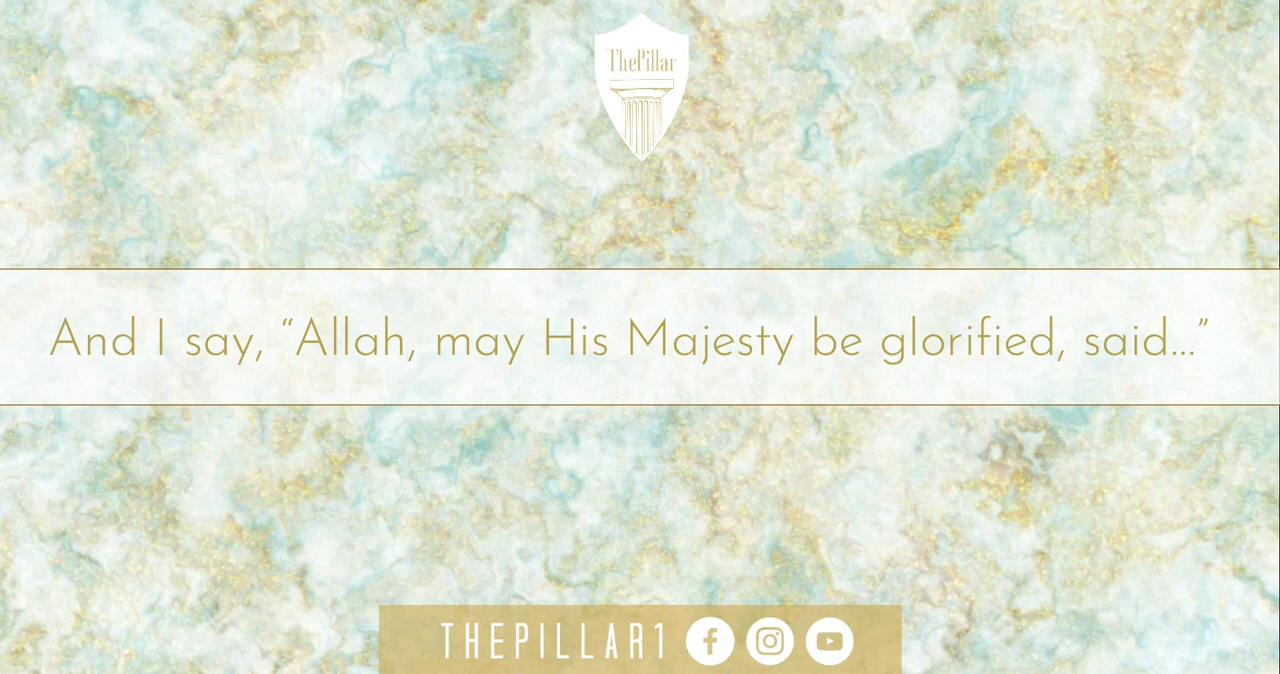 ThePillar
And I say, “Allah, may His Majesty be glorified, said...”
THEPILLAR1